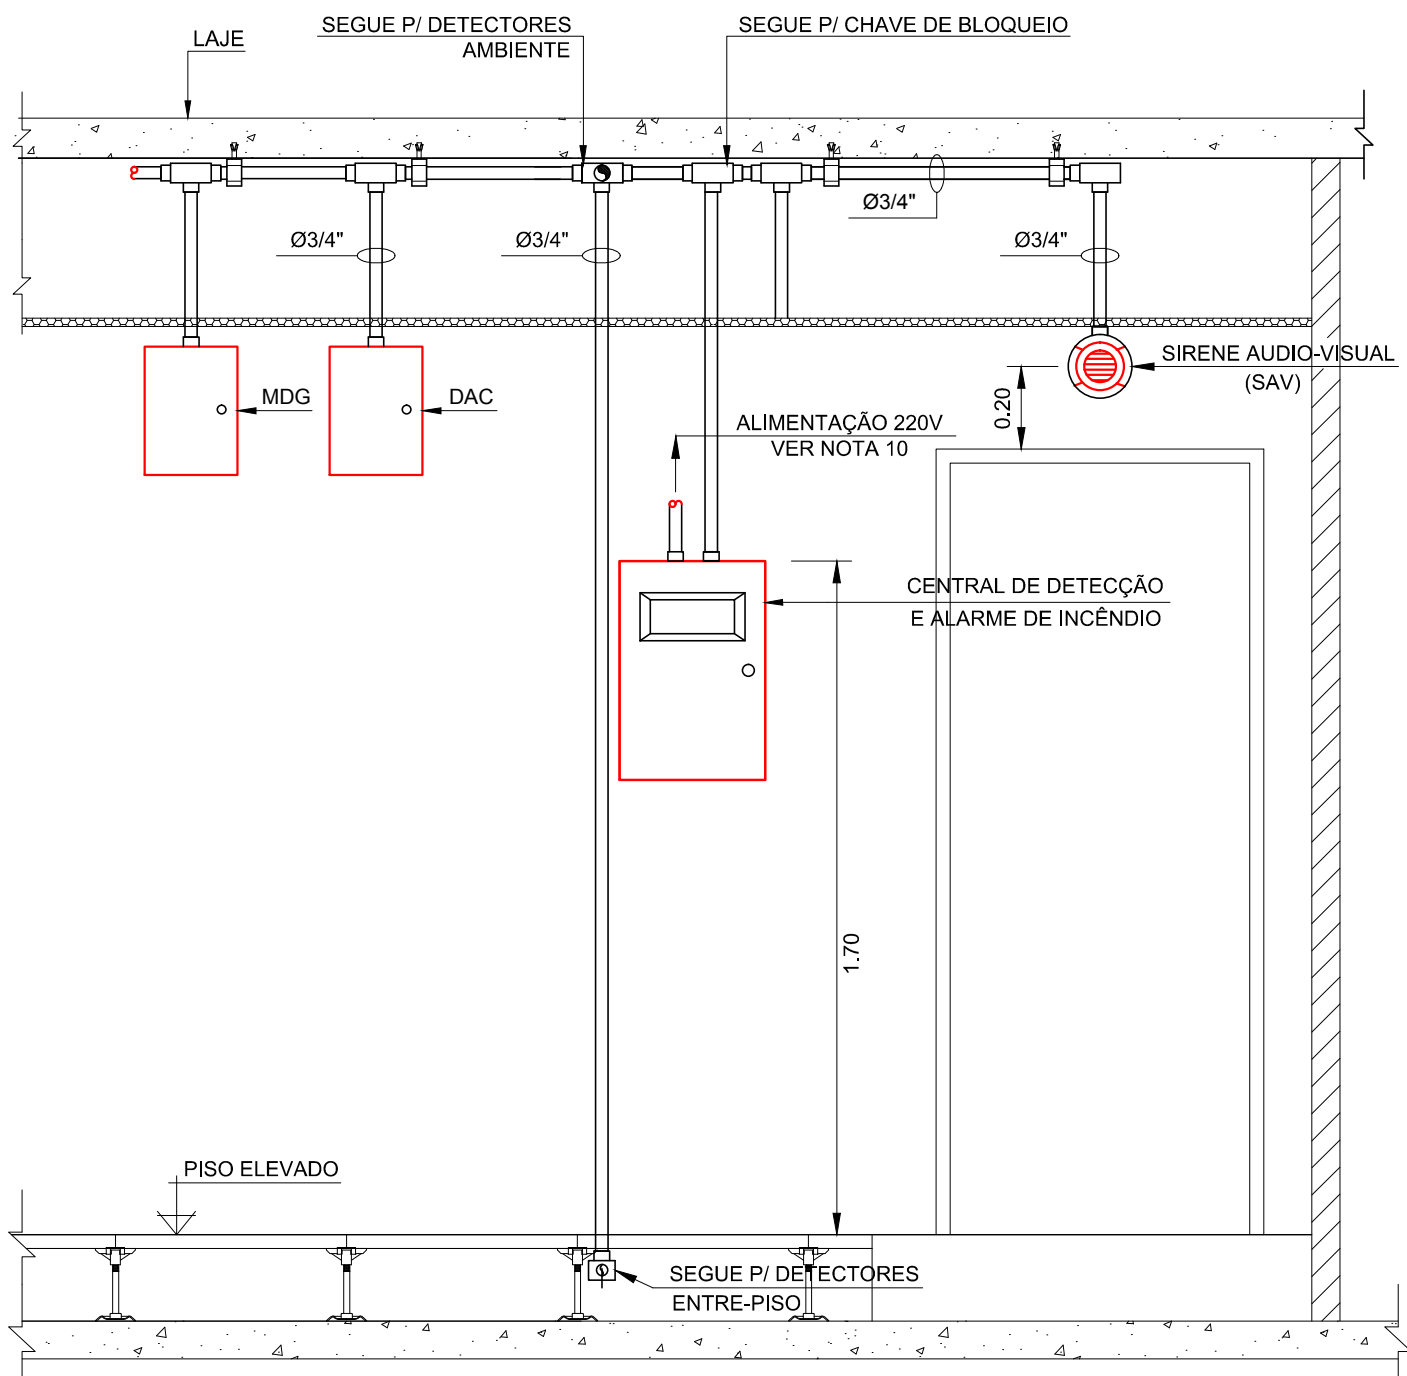 SEGUE P/ DETECTORES
AMBIENTE
SEGUE P/ CHAVE DE BLOQUEIO
LAJE
Ø3/4"
Ø3/4"
Ø3/4"
Ø3/4"
SIRENE AUDIO-VISUAL
(SAV)
MDG
DAC
0.20
ALIMENTAÇÃO 220V
VER NOTA 10
CENTRAL DE DETECÇÃO
E ALARME DE INCÊNDIO
1.70
PISO ELEVADO
SEGUE P/ DETECTORES
ENTRE-PISO